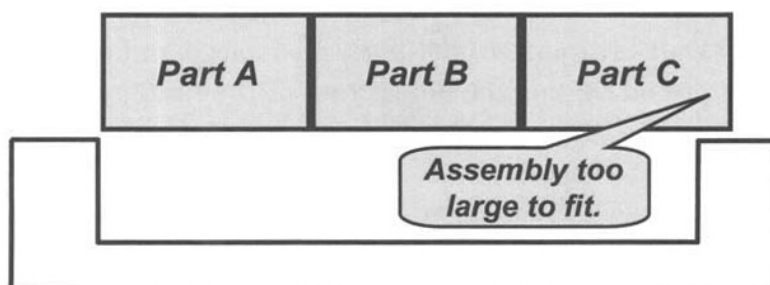 Part A
Part B
Part C
Assembly too
large to fit.